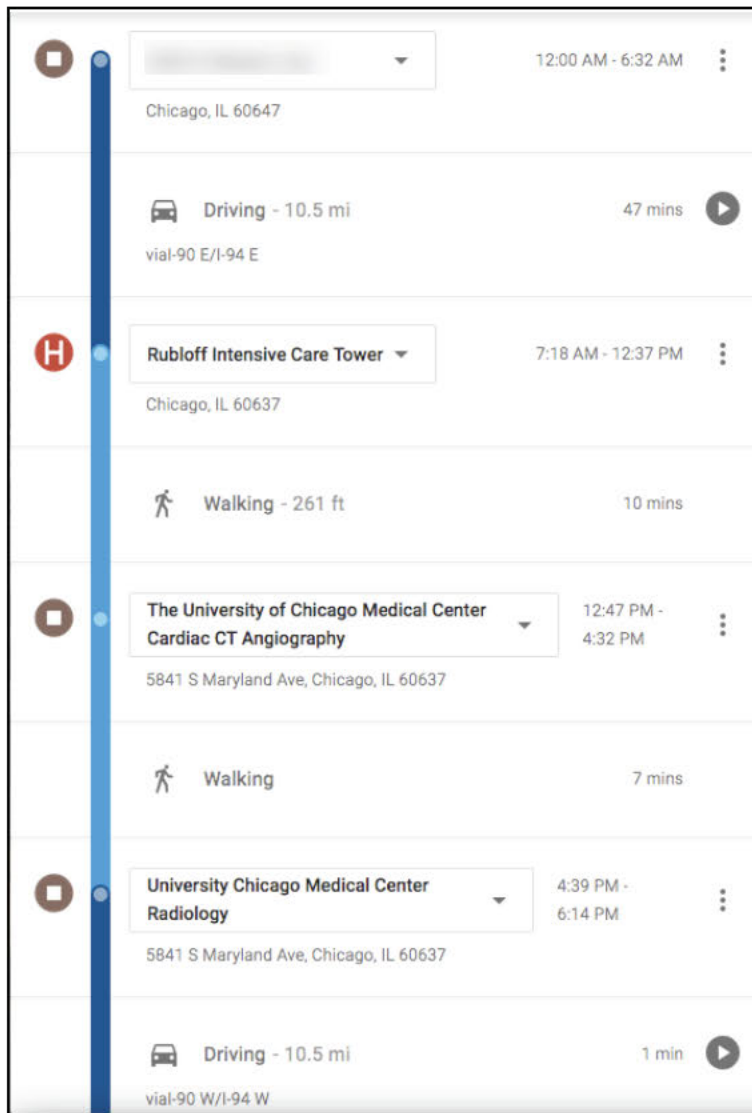 12:00 AM - 6:32 AM
Chicago, IL 60647
Driving - 10.5 mi 47 mins
vial-90 E/I-94 E
H
Rubloff Intensive Care Tower 7:18 AM - 12:37 PM
Chicago, IL 60637
Walking - 261 ft 10 mins
The University of Chicago Medical Center 12:47 PM -
Cardiac CT Angiography 4:32 PM
5841 S Maryland Ave, Chicago, IL 60637
Walking 7 mins
University Chicago Medical Center 4:39 PM -
Radiology 6:14 PM
5841 S Maryland Ave, Chicago, IL 60637
Driving - 10.5 mi 1 min
vial-90 W/I-94 W